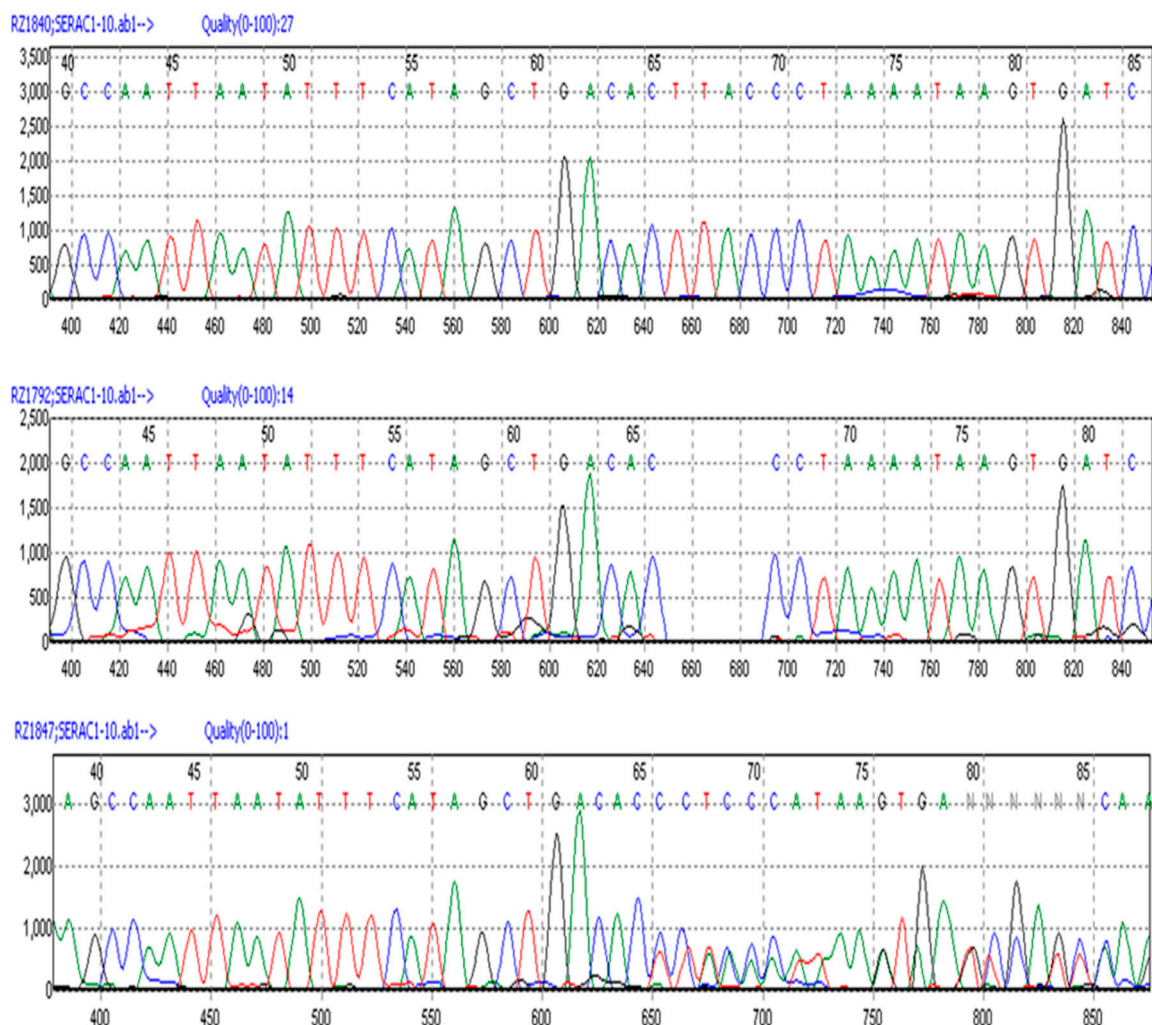 RZ1840;SERAC1-10.ab1--> Quality(0-100):27
3,500 40 45 50 55 60 65 70 75 80 85
3,000 G C C A A T T A A T A T T T C A T A G C T G A C A C T T A C C C T A A A A T A A G T G A T C
2,500
2,000
1,500
1,000
500
0
400 420 440 460 480 500 520 540 560 580 600 620 640 660 680 700 720 740 760 780 800 820 840
RZ1792;SERAC1-10.ab1--> Quality(0-100):14
2,500
45 50 55 60 65 70 75 80
2,000 G C C A A T T A A T A T T T C A T A G C T G A C A C C C T A A A A T A A G T G A T C
1,500
1,000
500
0
400 420 440 460 480 500 520 540 560 580 600 620 640 660 680 700 720 740 760 780 800 820 840
RZ1847;SERAC1-10.ab1--> Quality(0-100):1
40 45 50 55 60 65 70 75 80 85
3,000 A G C C A A T T A A T A T T T C A T A G C T G A C A C C C T C C C A T A A G T G A N N N N N C A A
2,000
1,000
0
400 450 500 550 600 650 700 750 800 850